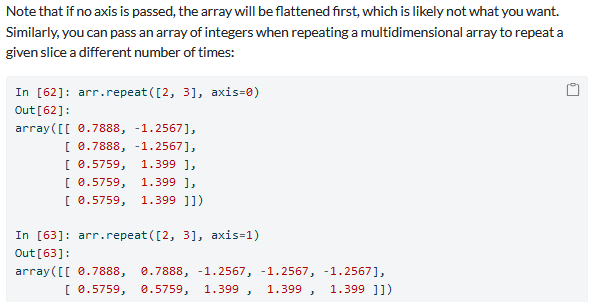 Note that if no axis is passed, the array will be flattened first, which is likely not what you want.
Similarly, you can pass an array of integers when repeating a multidimensional array to repeat a
given slice a different number of times:
In [62]: arr.repeat([2, 3], axis=0)
Out[62]:
array([[ 0.7888, -1.2567],
       [ 0.7888, -1.2567],
       [ 0.5759,  1.399 ],
       [ 0.5759,  1.399 ],
       [ 0.5759,  1.399 ]])
In [63]: arr.repeat([2, 3], axis=1)
Out[63]:
array([[ 0.7888,  0.7888, -1.2567, -1.2567, -1.2567],
       [ 0.5759,  0.5759,  1.399 ,  1.399 ,  1.399 ]])